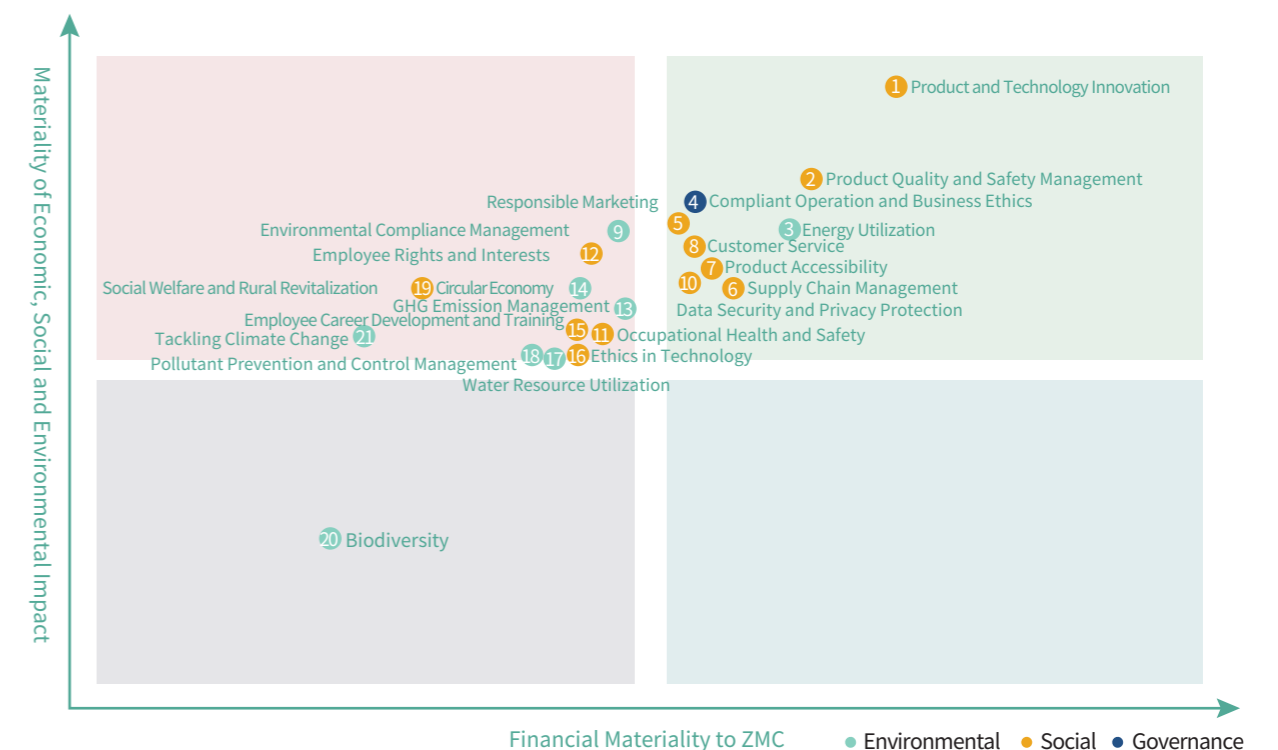 Materiality of Economic, Social and Environmental Impact
1 Product and Technology Innovation
2 Product Quality and Safety Management
Responsible Marketing
4 Compliant Operation and Business Ethics
5
Environmental Compliance Management 9
3 Energy Utilization
8 Customer Service
Employee Rights and Interests 12
7 Product Accessibility
10
Social Welfare and Rural Revitalization 19
Circular Economy 14
6 Supply Chain Management
GHG Emission Management 13
Data Security and Privacy Protection
Employee Career Development and Training 15
11 Occupational Health and Safety
Tackling Climate Change 21
Pollutant Prevention and Control Management 18
17
16 Ethics in Technology
Water Resource Utilization
20 Biodiversity
Financial Materiality to ZMC
Environmental
Social
Governance